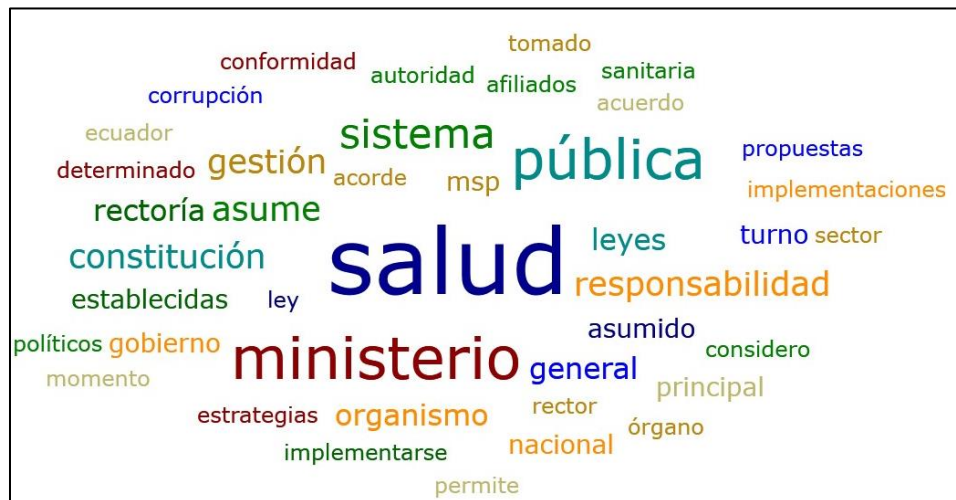 tomado
conformidad autoridad afiliados sanitaria
corrupción acuerdo
ecuador sistema pública propuestas
determinado gestión acorde msp implementaciones
rectoría asume
constitución salud leyes turno sector
establecidas ley responsabilidad
políticos gobierno ministerio asumido considero
momento general principal
estrategias organismo rector órgano
implementarse nacional
permite